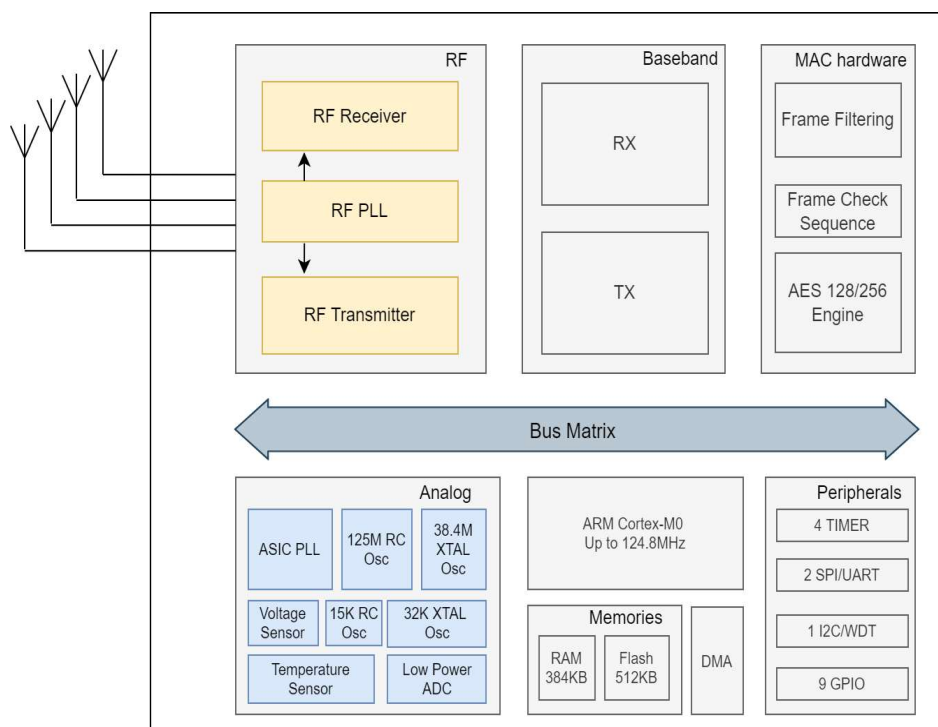 RF
RF Receiver
RF PLL
RF Transmitter
Baseband
RX
TX
MAC hardware
Frame Filtering
Frame Check
Sequence
AES 128/256
Engine
Bus Matrix
Analog
ASIC PLL
125M RC
Osc
38.4M
XTAL
Osc
Voltage
Sensor
15K RC
Osc
32K XTAL
Osc
Temperature
Sensor
Low Power
ADC
ARM Cortex-M0
Up to 124.8MHz
Memories
RAM
384KB
Flash
512KB
DMA
Peripherals
4 TIMER
2 SPI/UART
1 I2C/WDT
9 GPIO